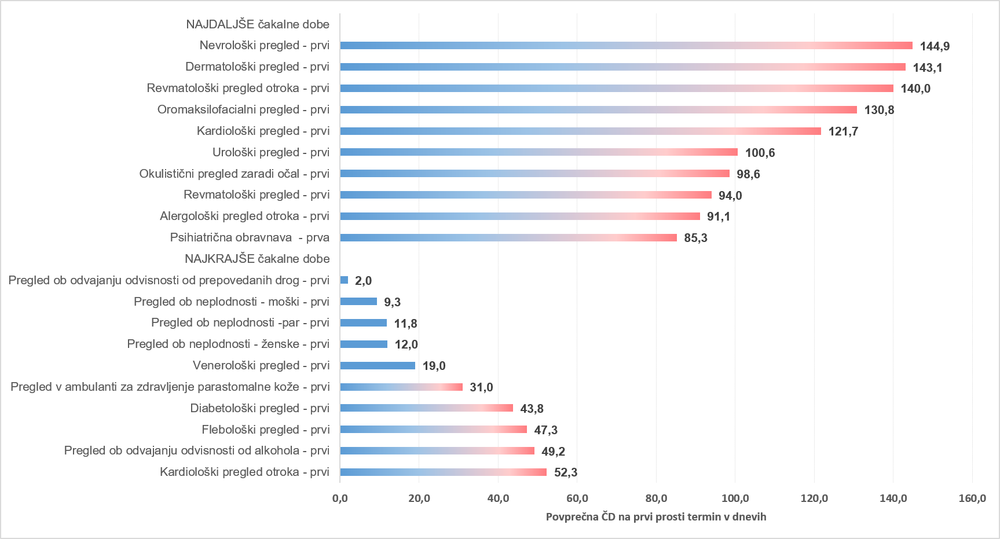 NAJDALJŠE čakalne dobe
Nevrološki pregled - prvi 144,9
Dermatološki pregled - prvi 143,1
Revmatološki pregled otroka - prvi 140,0
Oromaksilofacialni pregled - prvi 130,8
Kardiološki pregled - prvi 121,7
Urološki pregled - prvi 100,6
Okulistični pregled zaradi očal - prvi 98,6
Revmatološki pregled - prvi 94,0
Alergološki pregled otroka - prvi 91,1
Psihiatrična obravnava  - prva 85,3
NAJKRAJŠE čakalne dobe
Pregled ob odvajanju odvisnosti od prepovedanih drog - prvi 2,0
Pregled ob neplodnosti - moški - prvi 9,3
Pregled ob neplodnosti -par - prvi 11,8
Pregled ob neplodnosti - ženske - prvi 12,0
Venerološki pregled - prvi 19,0
Pregled v ambulanti za zdravljenje parastomalne kože - prvi 31,0
Diabetološki pregled - prvi 43,8
Flebološki pregled - prvi 47,3
Pregled ob odvajanju odvisnosti od alkohola - prvi 49,2
Kardiološki pregled otroka - prvi 52,3
0,0 20,0 40,0 60,0 80,0 100,0 120,0 140,0 160,0
Povprečna ČD na prvi prosti termin v dnevih